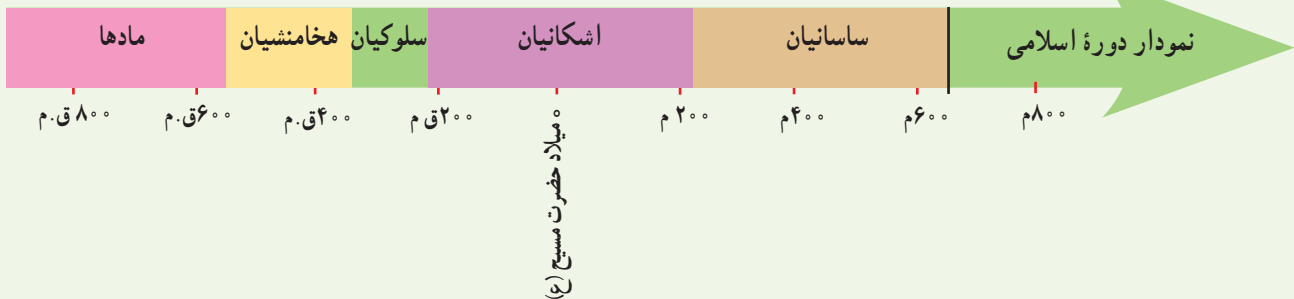 مادها
هخامنشیان
سلوکیان
اشکانیان
ساسانیان
نمودار دورهٔ اسلامی
۸۰۰ ق.م
۶۰۰ق.م
۴۰۰ق.م
۲۰۰ق م
۰ میلاد حضرت مسیح (ع)
۲۰۰ م
۴۰۰م
۶۰۰م
۸۰۰م